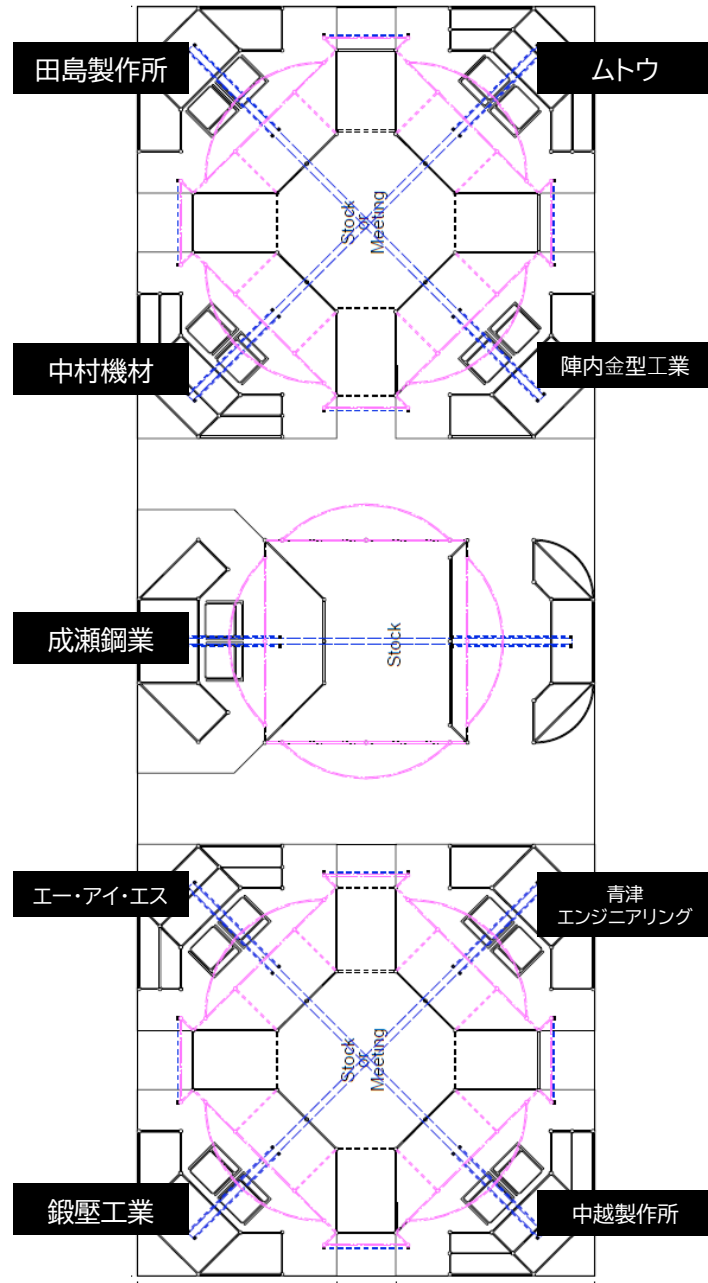 田島製作所
ムトウ
Stock
or
Meeting
中村機材
陣内金型工業
成瀬鋼業
Stock
エー・アイ・エス
青津
エンジニアリング
Stock
or
Meeting
鍛壓工業
中越製作所